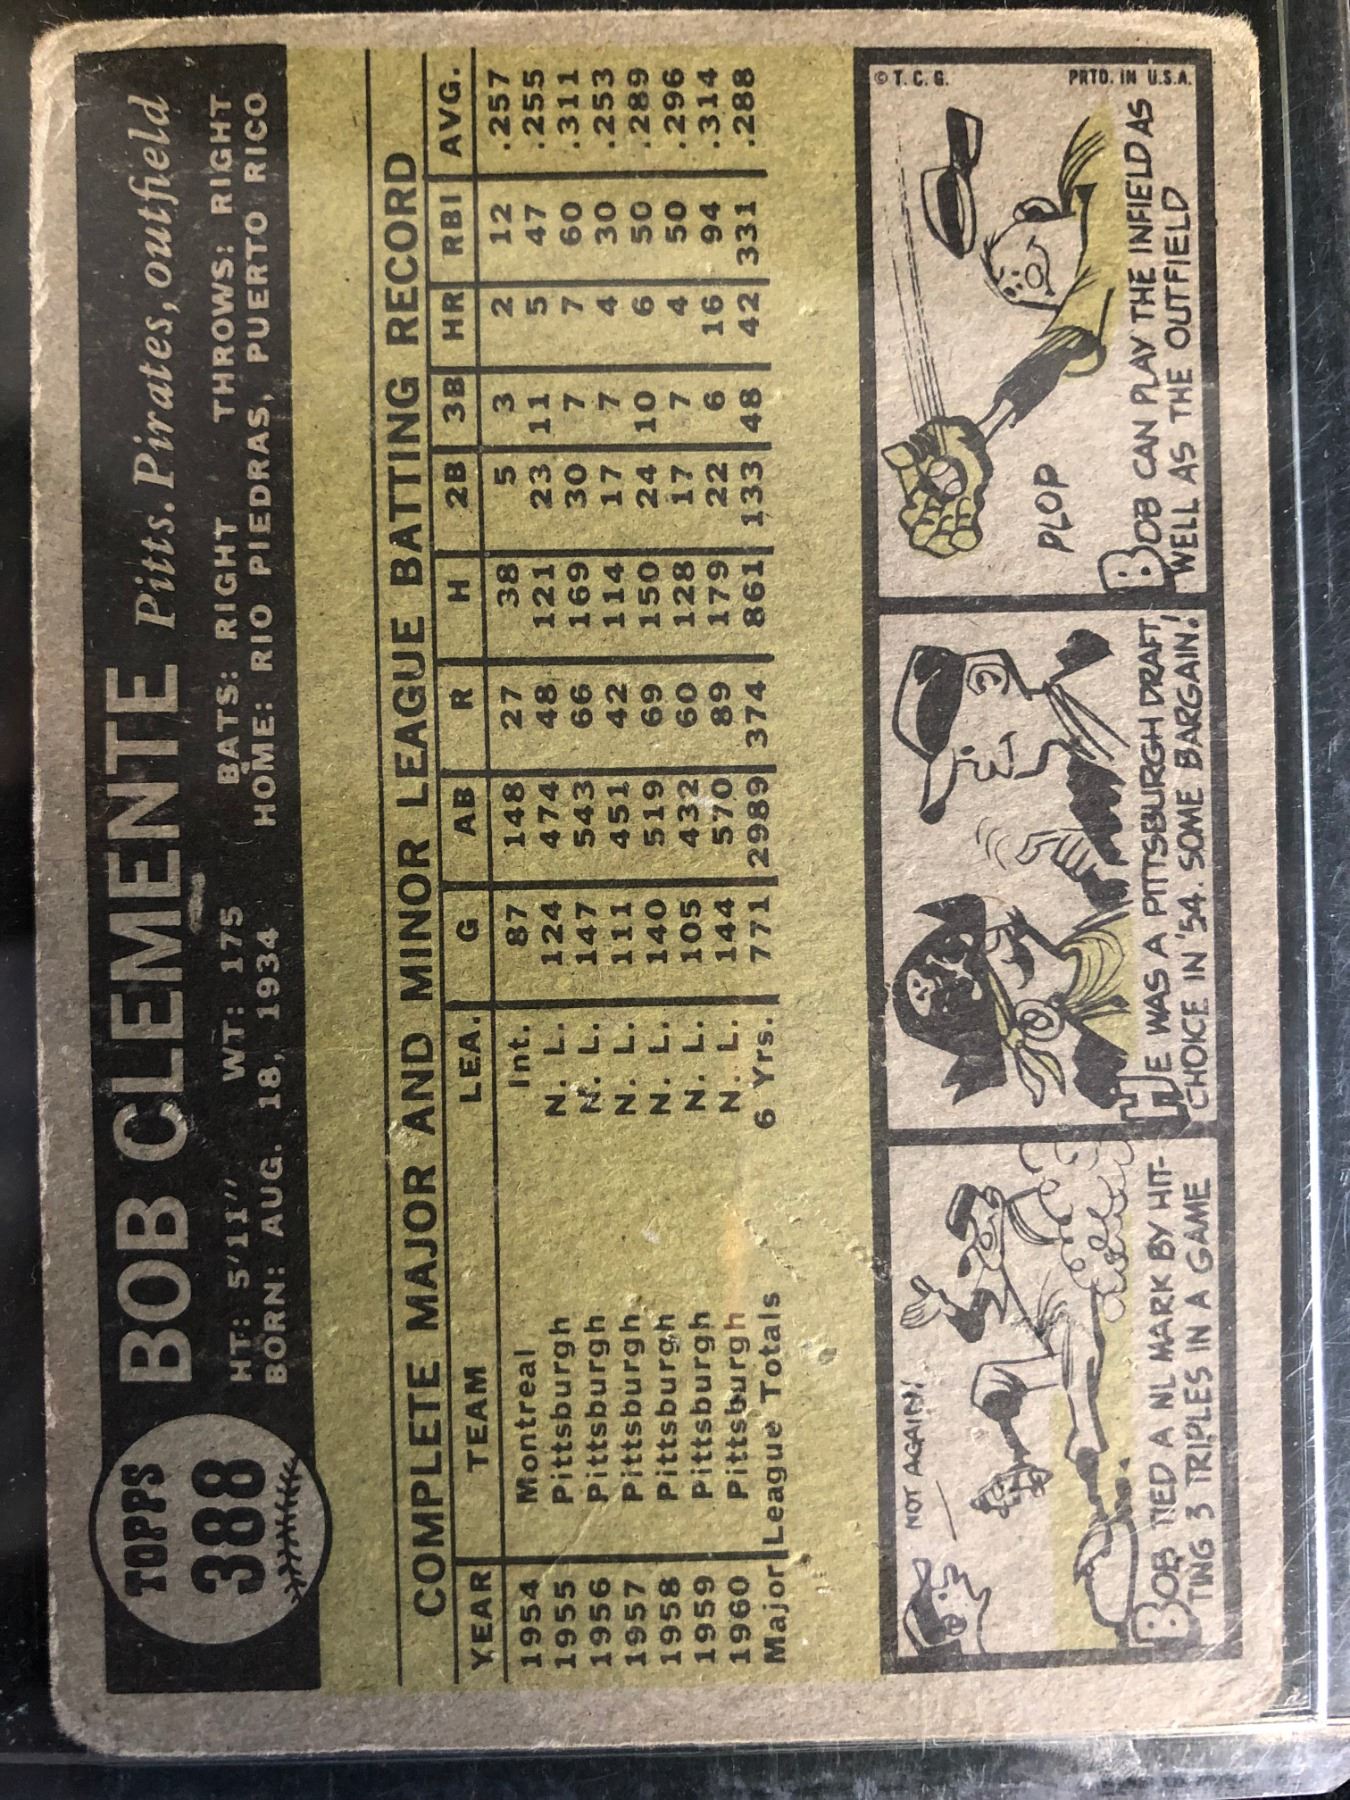 TOPPS
388
BOB CLEMENTE Pitts. Pirates, outfield
HT: 5'11" WT: 175 BATS: RIGHT THROWS: RIGHT
BORN: AUG. 18, 1934 HOME: RIO PIEDRAS, PUERTO RICO
COMPLETE MAJOR AND MINOR LEAGUE BATTING RECORD
YEAR TEAM LEA. G AB R H 2B 3B HR RBI AVG.
1954 Montreal Int. 87 148 27 38 5 3 2 12 .257
1955 Pittsburgh N. L. 124 474 48 121 23 11 5 47 .255
1956 Pittsburgh N. L. 147 543 66 169 30 7 7 60 .311
1957 Pittsburgh N. L. 111 451 42 114 17 7 4 30 .253
1958 Pittsburgh N. L. 140 519 69 150 24 10 6 50 .289
1959 Pittsburgh N. L. 105 432 60 128 17 7 4 50 .296
1960 Pittsburgh N. L. 144 570 89 179 22 6 16 94 .314
Major League Totals 6 Yrs. 771 2989 374 861 133 48 42 331 .288
NOT AGAIN!
BOB TIED A NL MARK BY HIT-
TING 3 TRIPLES IN A GAME
HE WAS A PITTSBURGH DRAFT
CHOICE IN '54. SOME BARGAIN!
© T. C. G. PRTD. IN U.S.A.
PLOP
BOB CAN PLAY THE INFIELD AS
WELL AS THE OUTFIELD